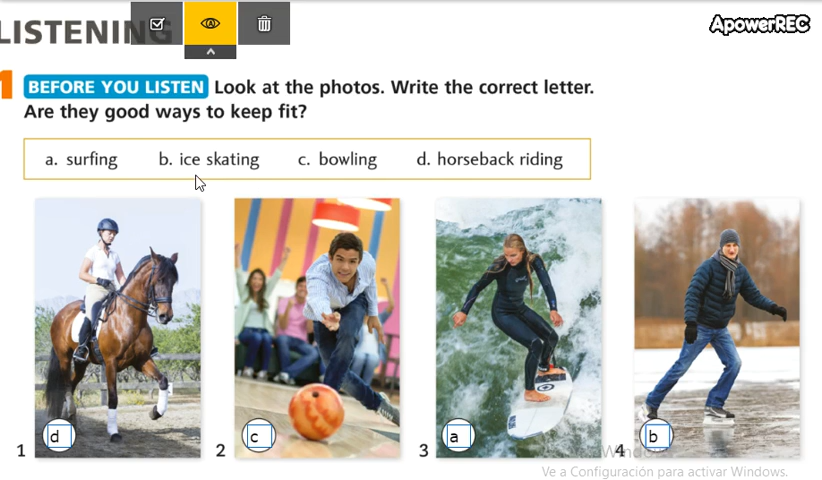 LISTENING
ApowerREC
1 BEFORE YOU LISTEN Look at the photos. Write the correct letter.
Are they good ways to keep fit?
a. surfing b. ice skating c. bowling d. horseback riding
1 d 2 c 3 a 4 b
Ve a Configuración para activar Windows.